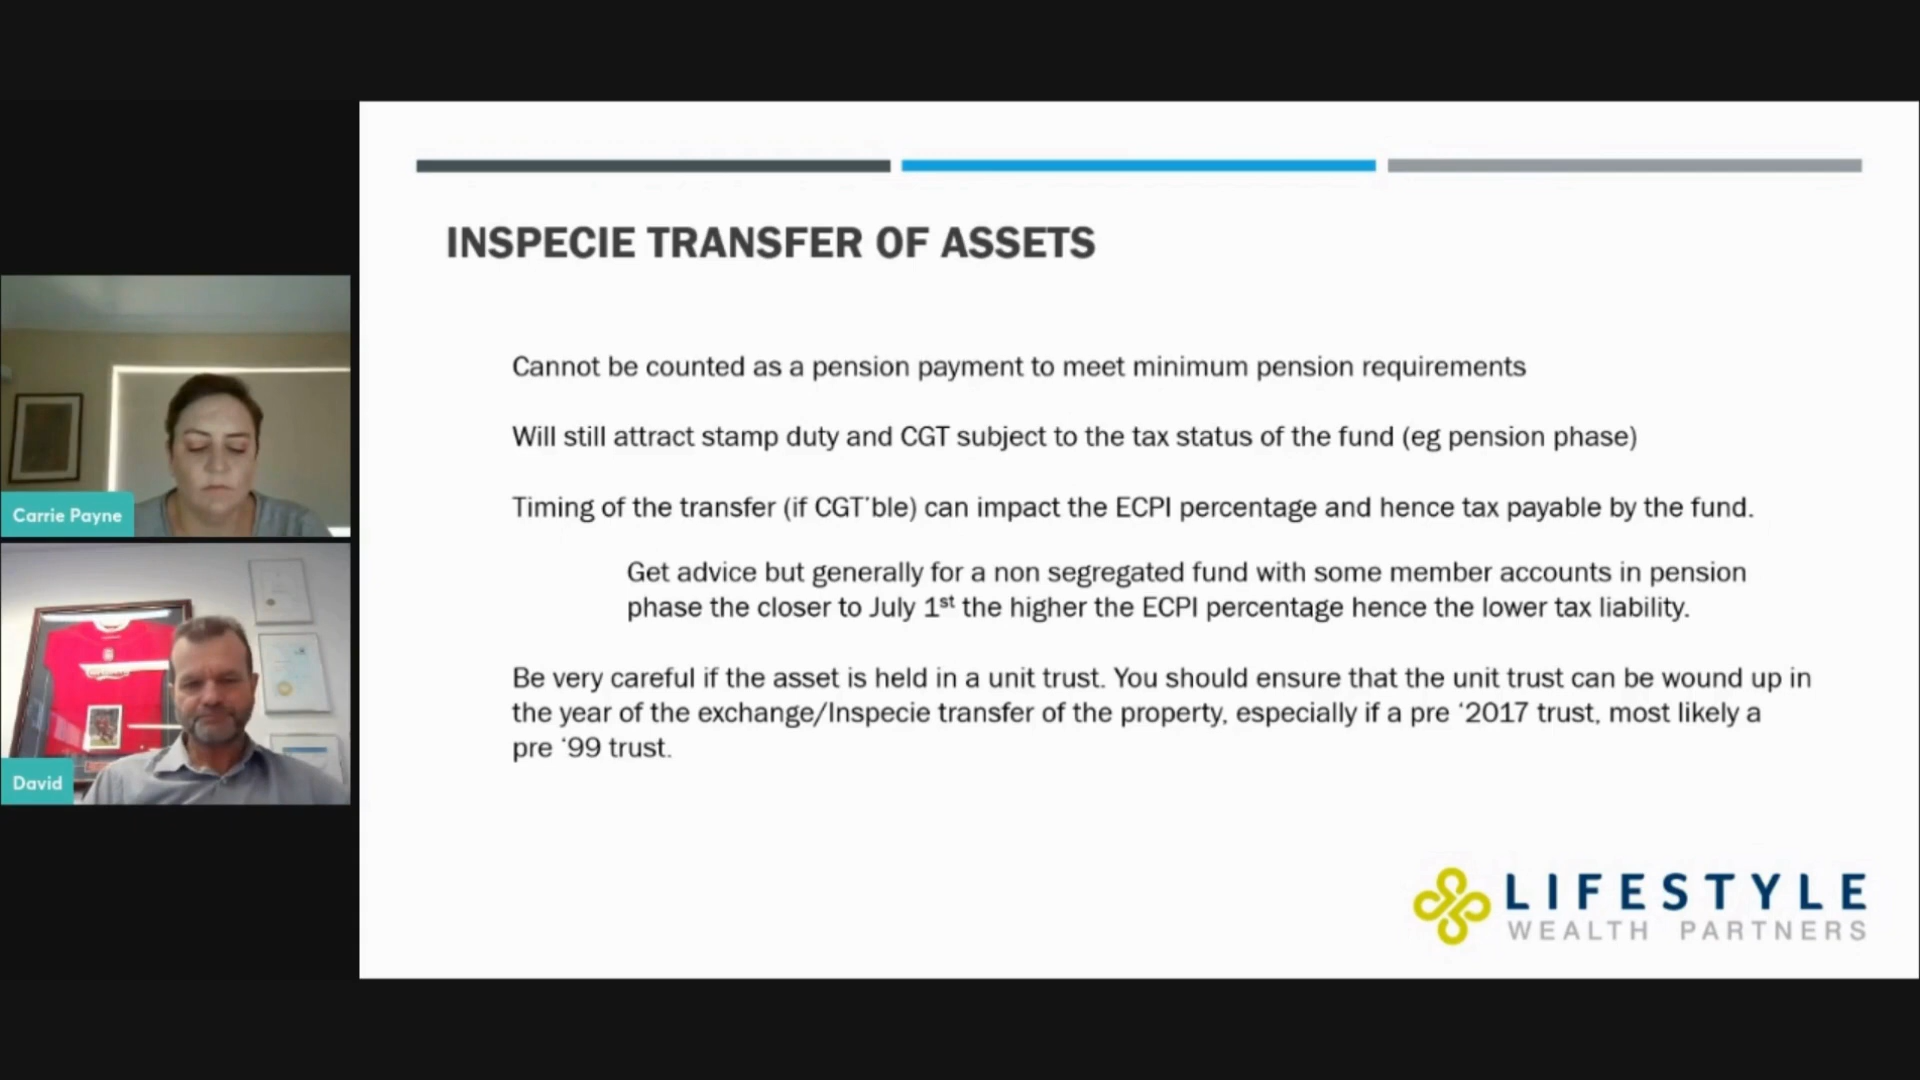 INSPECIE TRANSFER OF ASSETS
Cannot be counted as a pension payment to meet minimum pension requirements
Will still attract stamp duty and CGT subject to the tax status of the fund (eg pension phase)
Timing of the transfer (if CGT'ble) can impact the ECPI percentage and hence tax payable by the fund.
Get advice but generally for a non segregated fund with some member accounts in pension
phase the closer to July 1st the higher the ECPI percentage hence the lower tax liability.
Be very careful if the asset is held in a unit trust. You should ensure that the unit trust can be wound up in
the year of the exchange/Inspecie transfer of the property, especially if a pre ‘2017 trust, most likely a
pre ‘99 trust.
LIFESTYLE
WEALTH PARTNERS
Carrie Payne
David